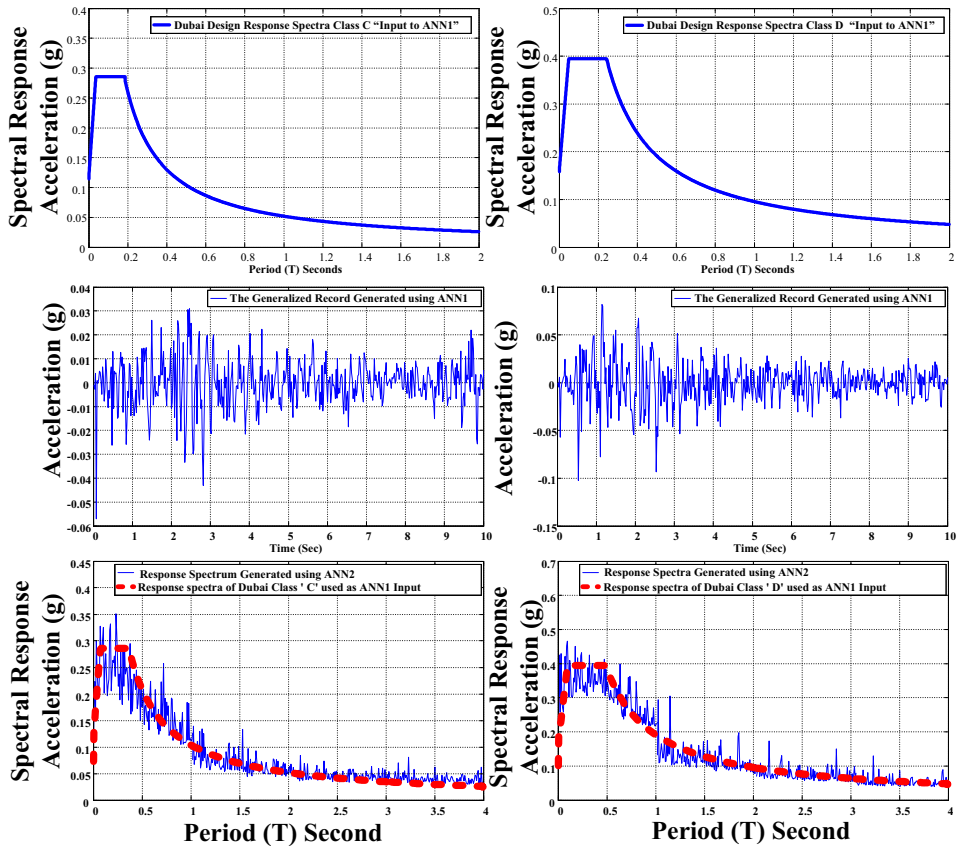 Dubai Design Response Spectra Class C “Input to ANN1”
Spectral Response
Acceleration (g)
0.4
0.35
0.3
0.25
0.2
0.15
0.1
0.05
0
0 0.2 0.4 0.6 0.8 1 1.2 1.4 1.6 1.8 2
Period (T) Seconds
Dubai Design Response Spectra Class D “Input to ANN1”
Spectral Response
Acceleration (g)
0.5
0.4
0.3
0.2
0.1
0
0 0.2 0.4 0.6 0.8 1 1.2 1.4 1.6 1.8 2
Period (T) Seconds
The Generalized Record Generated using ANN1
Acceleration (g)
0.04
0.03
0.02
0.01
0
-0.01
-0.02
-0.03
-0.04
-0.05
-0.06
0 1 2 3 4 5 6 7 8 9 10
Time (Sec)
The Generalized Record Generated using ANN1
Acceleration (g)
0.1
0.05
0
-0.05
-0.10
-0.15
0 1 2 3 4 5 6 7 8 9 10
Time (Sec)
Response Spectrum Generated using ANN2
Response spectra of Dubai Class ' C' used as ANN1 Input
Spectral Response
Acceleration (g)
0.45
0.4
0.35
0.3
0.25
0.2
0.15
0.1
0.05
0
0 0.5 1 1.5 2 2.5 3 3.5 4
Period (T) Second
Response Spectra Generated using ANN2
Response spectra of Dubai Class ' D' used as ANN1 Input
Spectral Response
Acceleration (g)
0.7
0.6
0.5
0.4
0.3
0.2
0.1
0
0 0.5 1 1.5 2 2.5 3 3.5 4
Period (T) Second